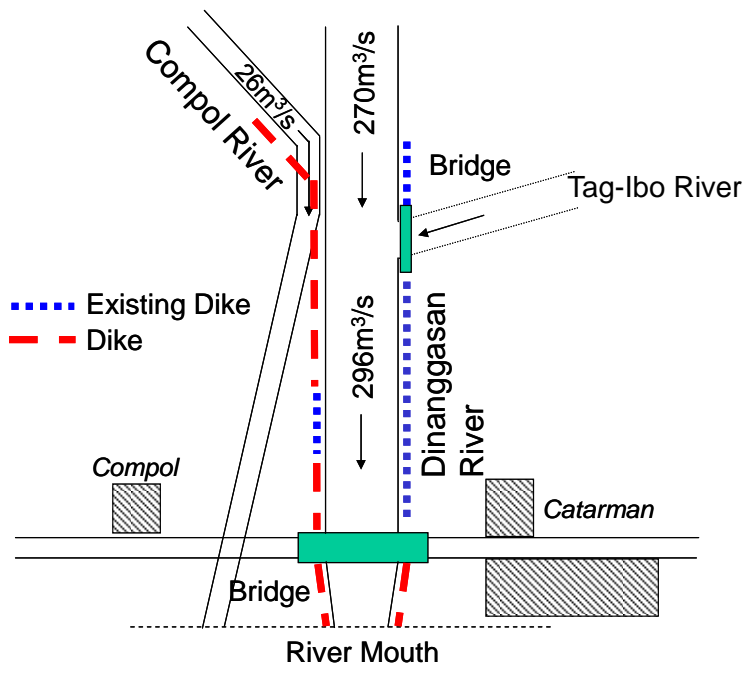 Compol River
26m³/s
270m³/s
Bridge
Tag-Ibo River
Existing Dike
Dike
296m³/s
Dinanggasan
River
Compol
Catarman
Bridge
River Mouth